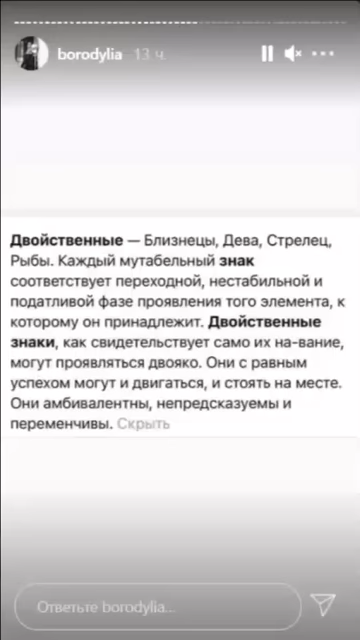 borodylia 13 ч.
Двойственные — Близнецы, Дева, Стрелец,
Рыбы. Каждый мутабельный знак
соответствует переходной, нестабильной и
податливой фазе проявления того элемента, к
которому он принадлежит. Двойственные
знаки, как свидетельствует само их на-вание,
могут проявляться двояко. Они с равным
успехом могут и двигаться, и стоять на месте.
Они амбивалентны, непредсказуемы и
переменчивы. Скрыть
Ответьте borodylia...